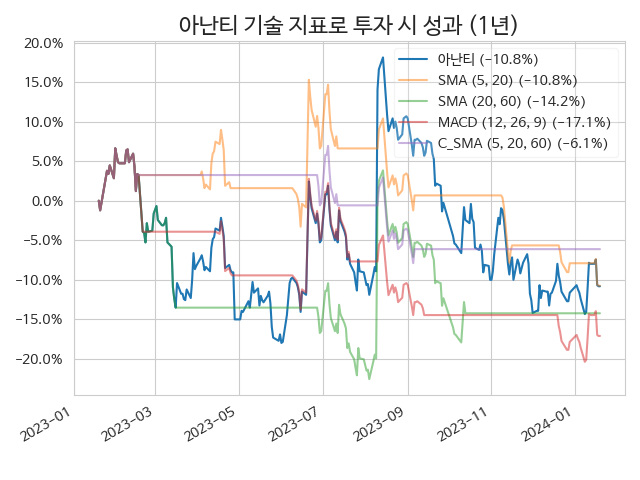 아난티 기술 지표로 투자 시 성과 (1년)
20.0%
15.0%
10.0%
5.0%
0.0%
−5.0%
−10.0%
−15.0%
−20.0%
아난티 (−10.8%)
SMA (5, 20) (−10.8%)
SMA (20, 60) (−14.2%)
MACD (12, 26, 9) (−17.1%)
C_SMA (5, 20, 60) (−6.1%)
2023-01
2023-03
2023-05
2023-07
2023-09
2023-11
2024-01